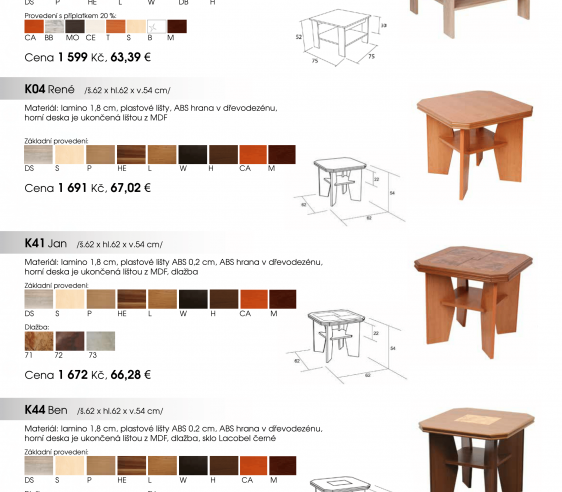 DS P HE L W DB H
Provedení s příplatkem 20 %:
CA BB MO CE T S B M
52
75
75
Cena 1 599 Kč, 63,39 €
K04 René /š.62 x hl.62 x v.54 cm/
Materiál: lamino 1,8 cm, plastové lišty, ABS hrana v dřevodezénu,
horní deska je ukončená lištou z MDF
Základní provedení:
DS S P HE L W H CA M
22
54
62
62
Cena 1 691 Kč, 67,02 €
K41 Jan /š.62 x hl.62 x v.54 cm/
Materiál: lamino 1,8 cm, plastové lišty ABS 0,2 cm, ABS hrana v dřevodezénu,
horní deska je ukončená lištou z MDF, dlažba
Základní provedení:
DS S P HE L W H CA M
Dlažba:
71 72 73
22
54
62
62
Cena 1 672 Kč, 66,28 €
K44 Ben /š.62 x hl.62 x v.54 cm/
Materiál: lamino 1,8 cm, plastové lišty ABS 0,2 cm, ABS hrana v dřevodezénu,
horní deska je ukončená lištou z MDF, dlažba, sklo Lacobel černé
Základní provedení:
DS S P HE L W H CA M